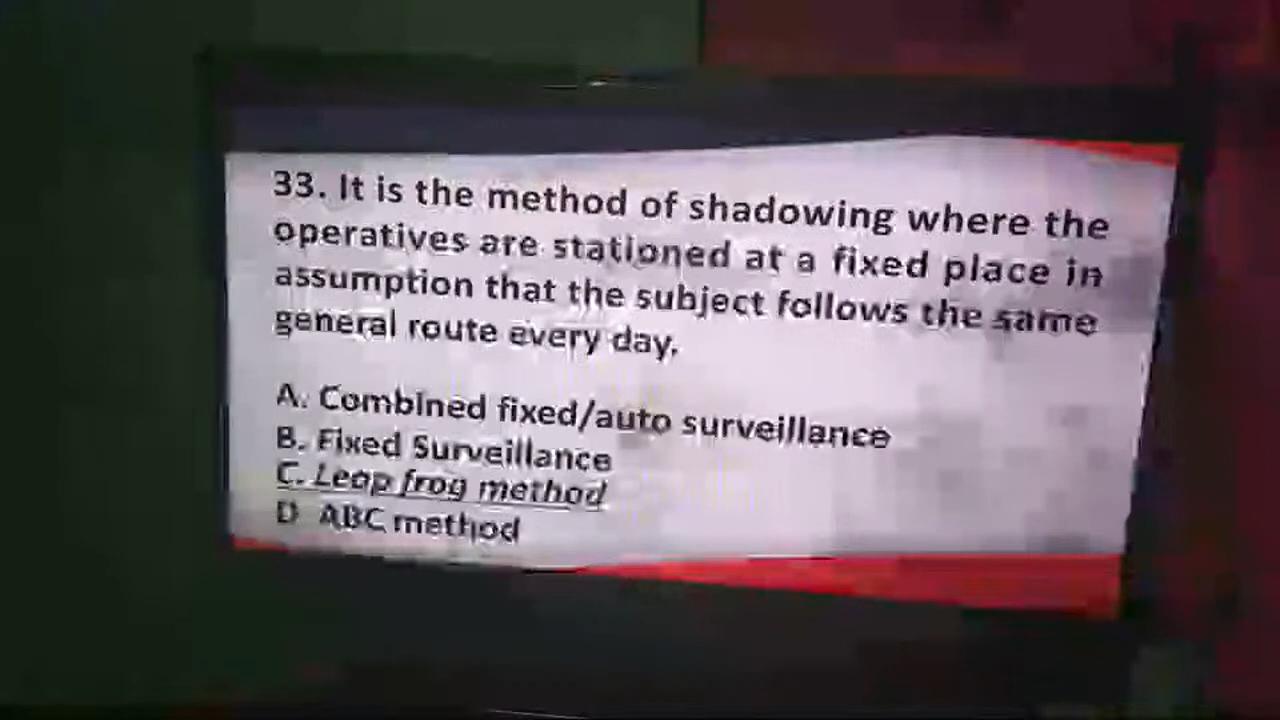 33. It is the method of shadowing where the
operatives are stationed at a fixed place in
assumption that the subject follows the same
general route every day.
A. Combined fixed/auto surveillance
B. Fixed Surveillance
C. Leap frog method
D ABC method